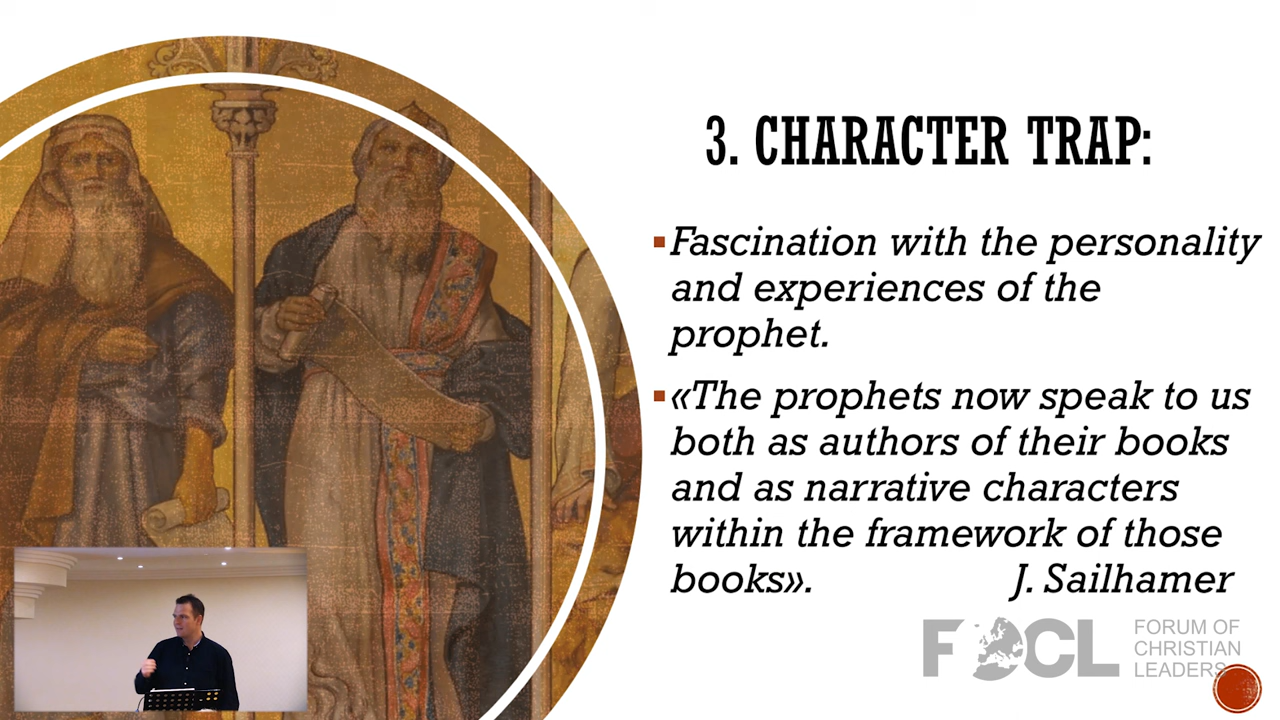 3. CHARACTER TRAP:
Fascination with the personality
and experiences of the
prophet.
«The prophets now speak to us
both as authors of their books
and as narrative characters
within the framework of those
books». J. Sailhamer
FOCL
FORUM OF
CHRISTIAN
LEADERS